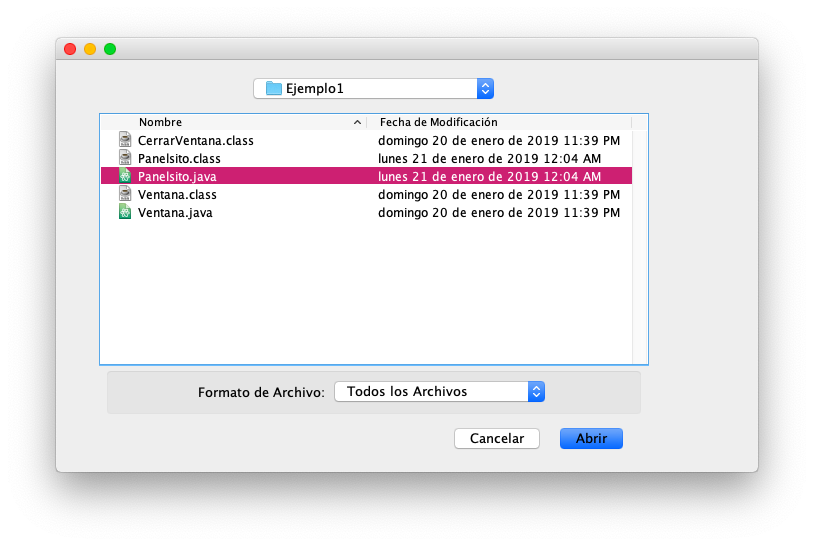 Ejemplo1
Nombre Fecha de Modificación
CerrarVentana.class domingo 20 de enero de 2019 11:39 PM
Panelsito.class lunes 21 de enero de 2019 12:04 AM
Panelsito.java lunes 21 de enero de 2019 12:04 AM
Ventana.class domingo 20 de enero de 2019 11:39 PM
Ventana.java domingo 20 de enero de 2019 11:39 PM
Formato de Archivo: Todos los Archivos
Cancelar Abrir